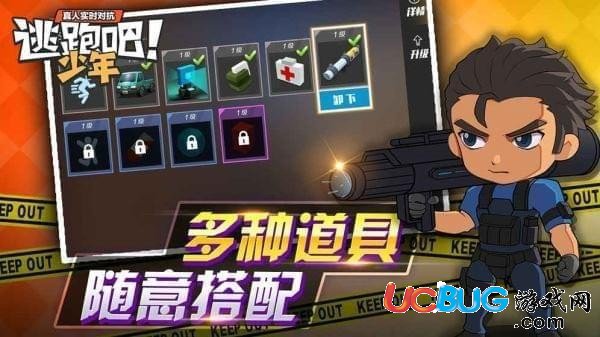 真人实时对抗
逃跑吧!
少年
详情
升级
1级 1级 1级 1级 1级 1级
卸下
1级 1级 1级 1级
多种道具
随意搭配
KEEP OUT
KEEP OUT
KEEP OUT
KEEP OUT
UCBUG游戏网
.com